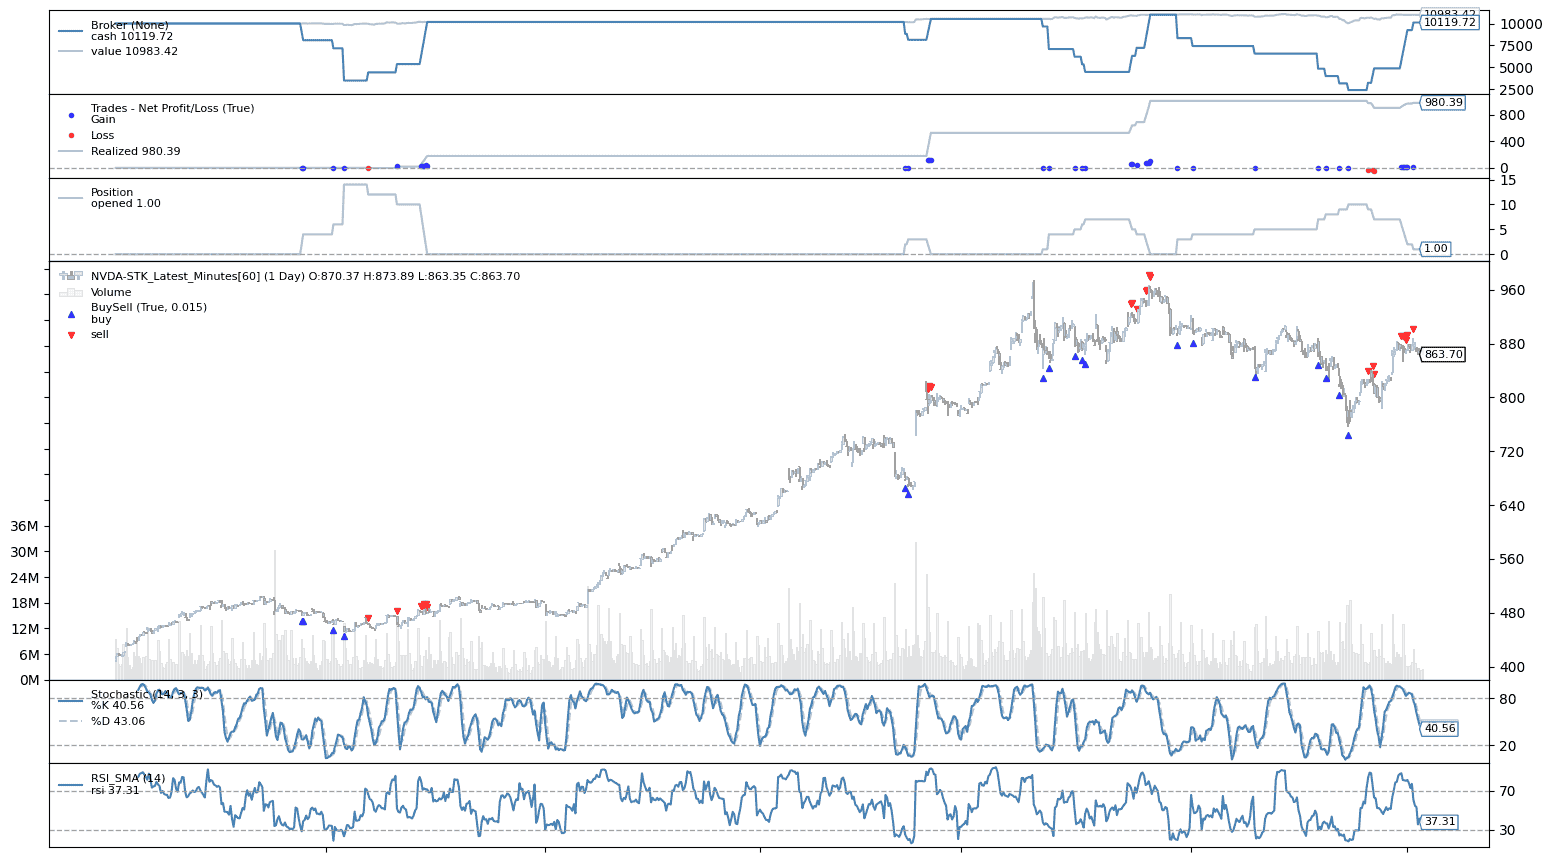 Broker (None)
cash 10119.72
value 10983.42
10983.42
10119.72
10000
7500
5000
2500
Trades - Net Profit/Loss (True)
Gain
Loss
Realized 980.39
980.39
800
400
0
Position
opened 1.00
15
10
5
1.00
0
NVDA-STK_Latest_Minutes[60] (1 Day) O:870.37 H:873.89 L:863.35 C:863.70
Volume
BuySell (True, 0.015)
buy
sell
960
880
863.70
800
720
640
560
480
400
36M
30M
24M
18M
12M
6M
0M
Stochastic (14, 3, 3)
%K 40.56
%D 43.06
80
40.56
20
RSI_SMA (14)
rsi 37.31
70
37.31
30